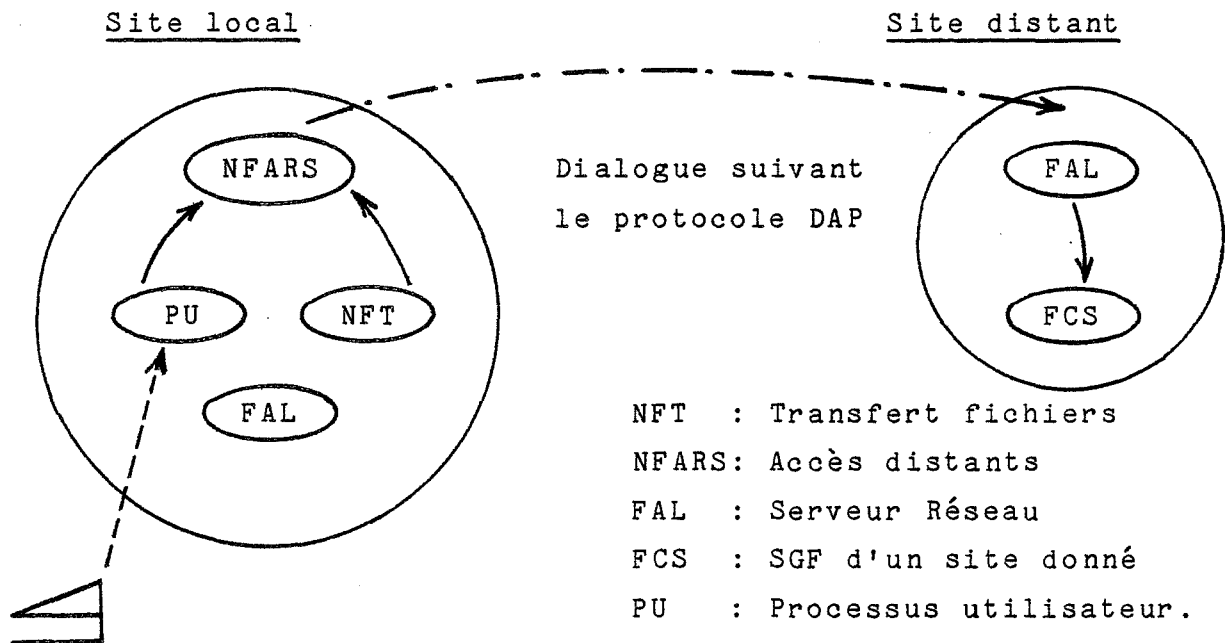 Site local
Site distant
NFARS
Dialogue suivant
le protocole DAP
FAL
PU
NFT
FCS
FAL
NFT : Transfert fichiers
NFARS: Accès distants
FAL : Serveur Réseau
FCS : SGF d'un site donné
PU : Processus utilisateur.